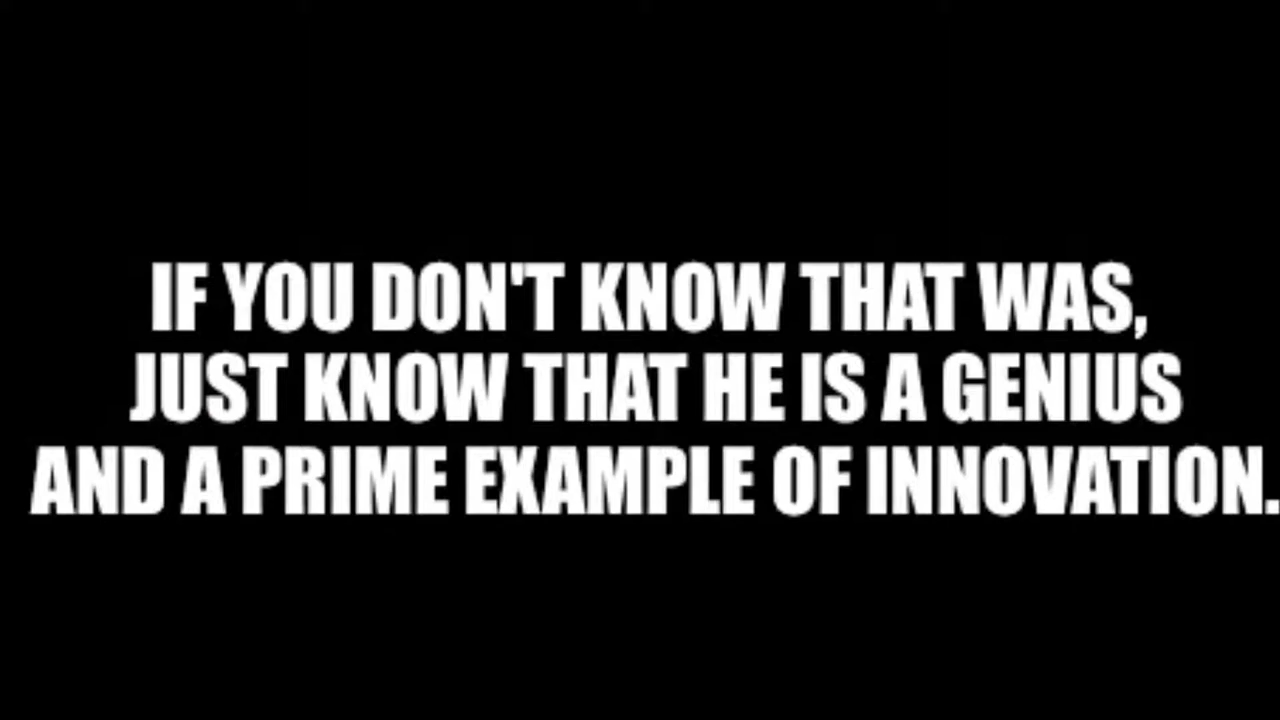 IF YOU DON'T KNOW THAT WAS,
JUST KNOW THAT HE IS A GENIUS
AND A PRIME EXAMPLE OF INNOVATION.